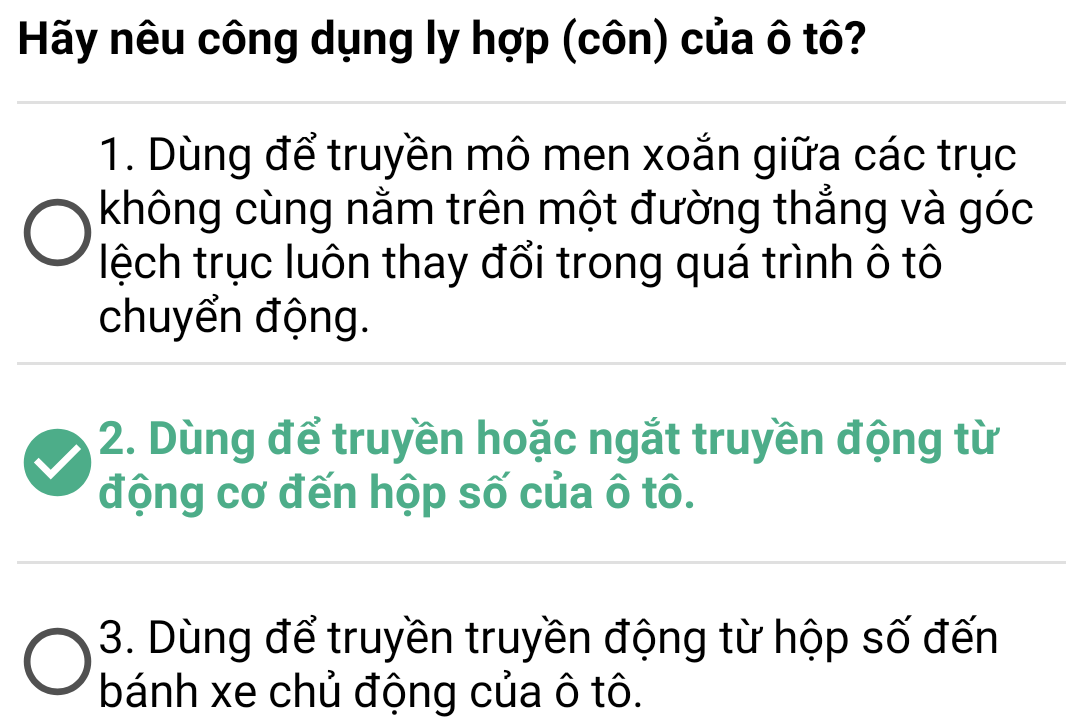 Hãy nêu công dụng ly hợp (côn) của ô tô?
1. Dùng để truyền mô men xoắn giữa các trục
không cùng nằm trên một đường thẳng và góc
lệch trục luôn thay đổi trong quá trình ô tô
chuyển động.
2. Dùng để truyền hoặc ngắt truyền động từ
động cơ đến hộp số của ô tô.
3. Dùng để truyền truyền động từ hộp số đến
bánh xe chủ động của ô tô.